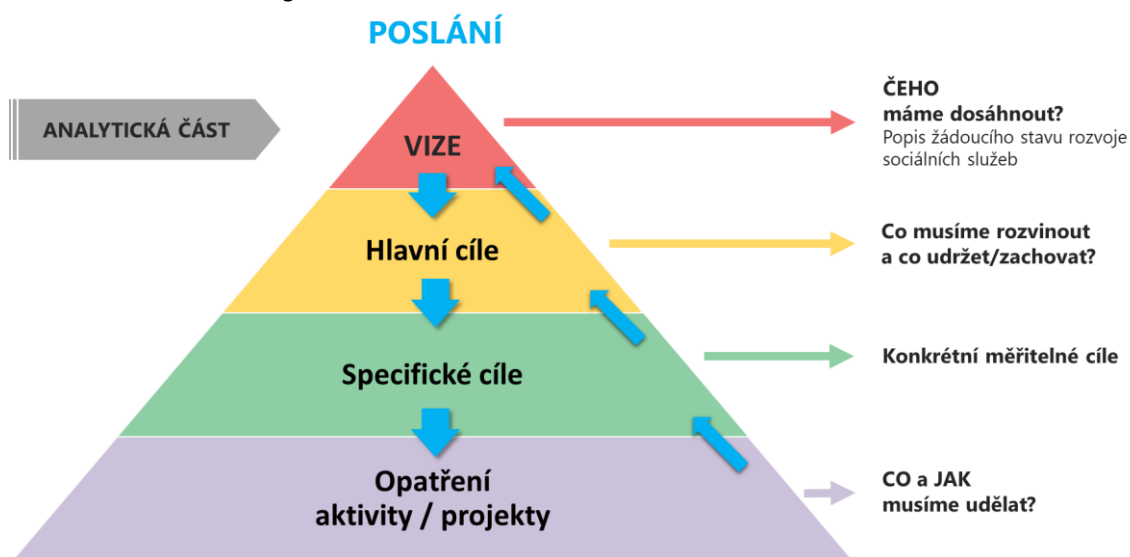 POSLÁNÍ
ANALYTICKÁ ČÁST
VIZE
ČEHO
máme dosáhnout?
Popis žádoucího stavu rozvoje
sociálních služeb
Hlavní cíle
Co musíme rozvinout
a co udržet/zachovat?
Specifické cíle
Konkrétní měřitelné cíle
Opatření
aktivity / projekty
CO a JAK
musíme udělat?